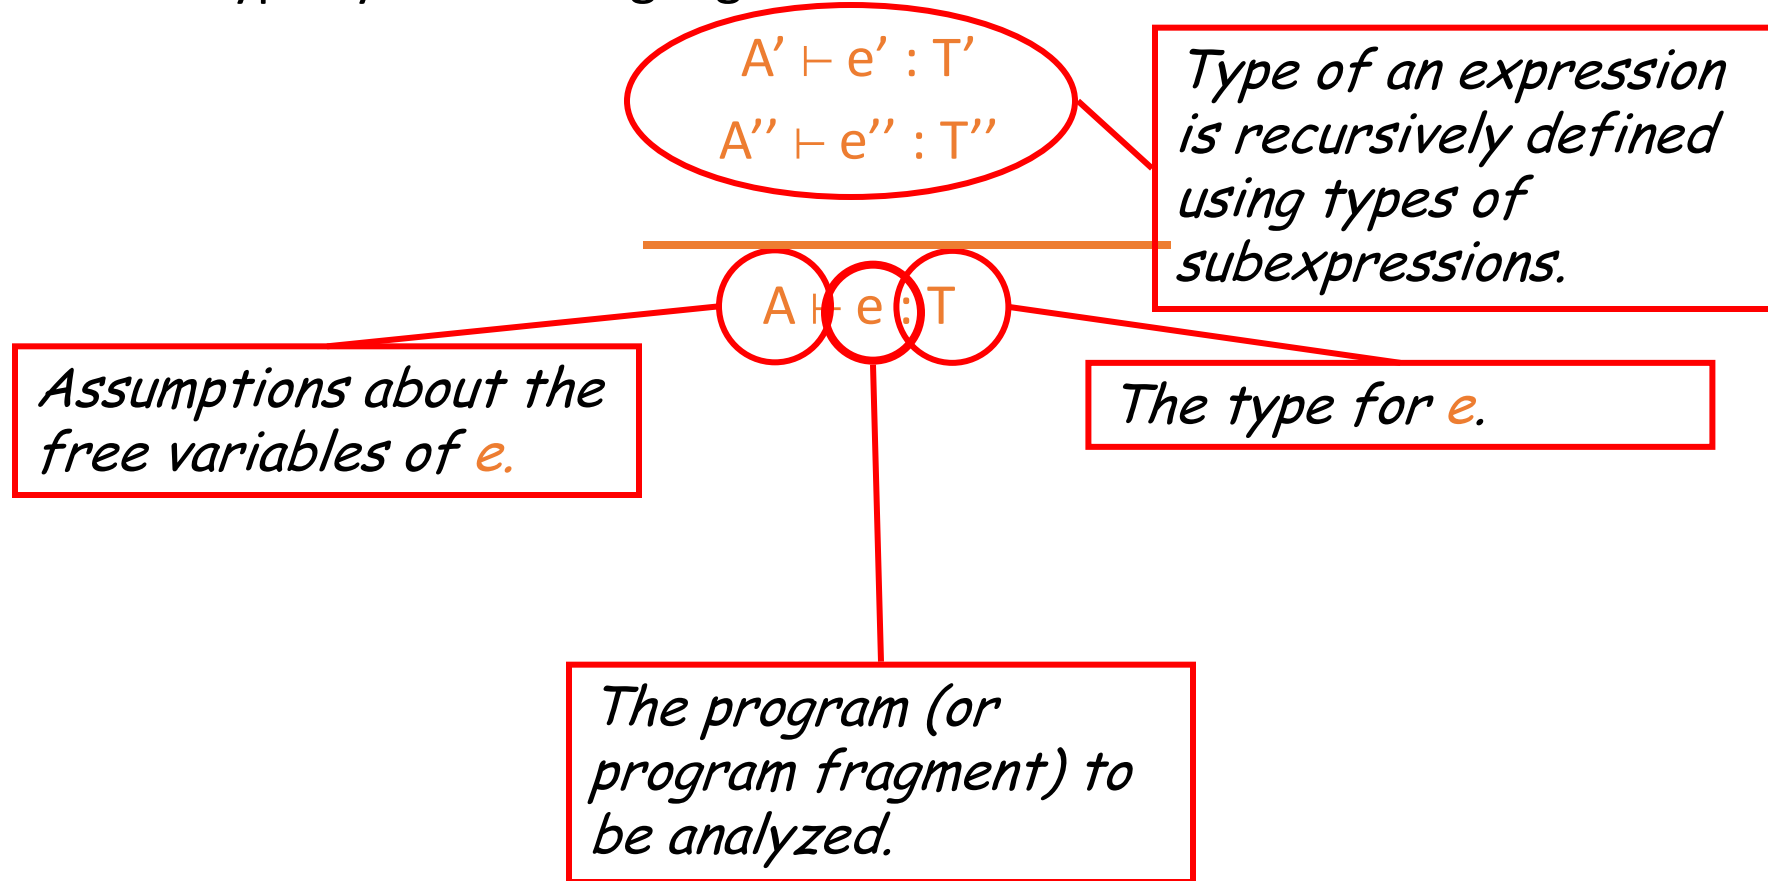 A’ ⊢ e’ : T’
A’’ ⊢ e’’ : T’’
Type of an expression
is recursively defined
using types of
subexpressions.
A ⊢ e : T
Assumptions about the
free variables of e.
The type for e.
The program (or
program fragment) to
be analyzed.